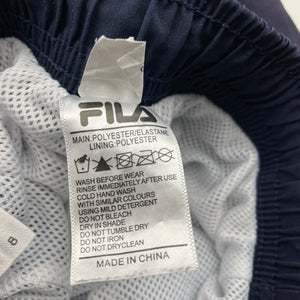 FILA
MAIN:POLYESTER/ELASTANE
LINING:POLYESTER
WASH BEFORE WEAR
RINSE IMMEDIATELY AFTER USE
COLD HAND WASH
WITH SIMILAR COLOURS
USING MILD DETERGENT
DO NOT BLEACH
DRY IN SHADE
DO NOT TUMBLE DRY
DO NOT IRON
DO NOT DRYCLEAN
MADE IN CHINA
8